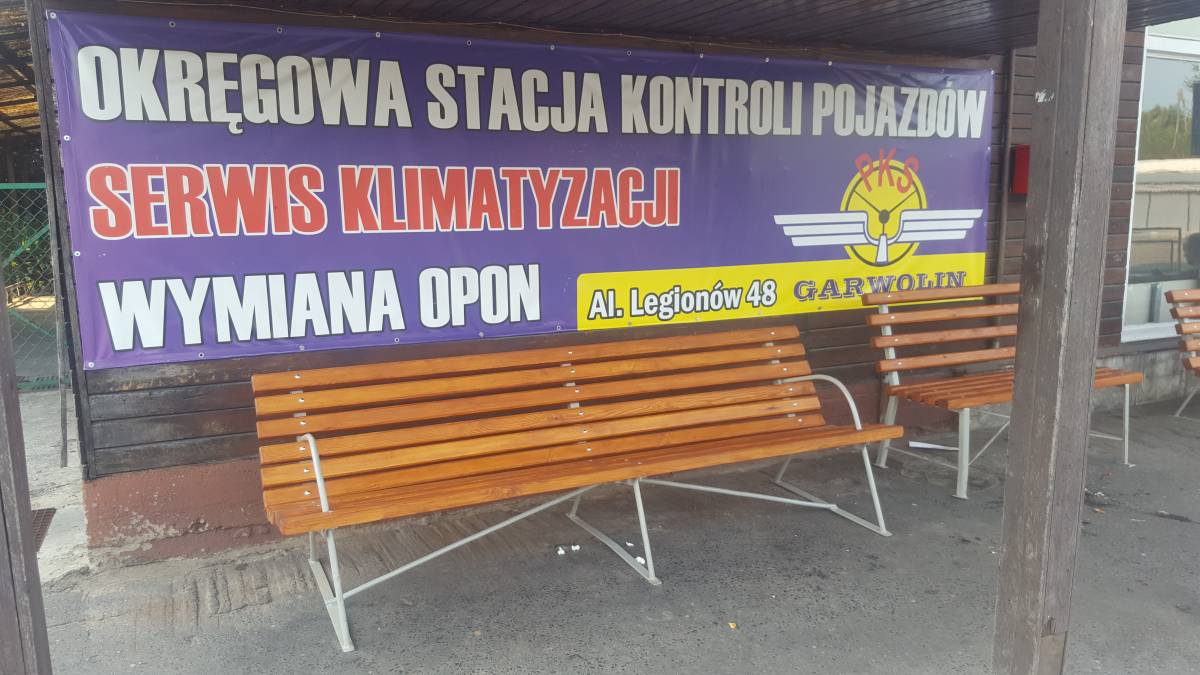 OKRĘGOWA STACJA KONTROLI POJAZDÓW
SERWIS KLIMATYZACJI
PKS
WYMIANA OPON
Al. Legionów 48
GARWOLIN